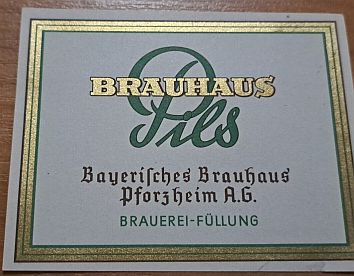 BRAUHAUS
Pils
Bayeriſches Brauhaus
Pforzheim A.G.
BRAUEREI-FÜLLUNG